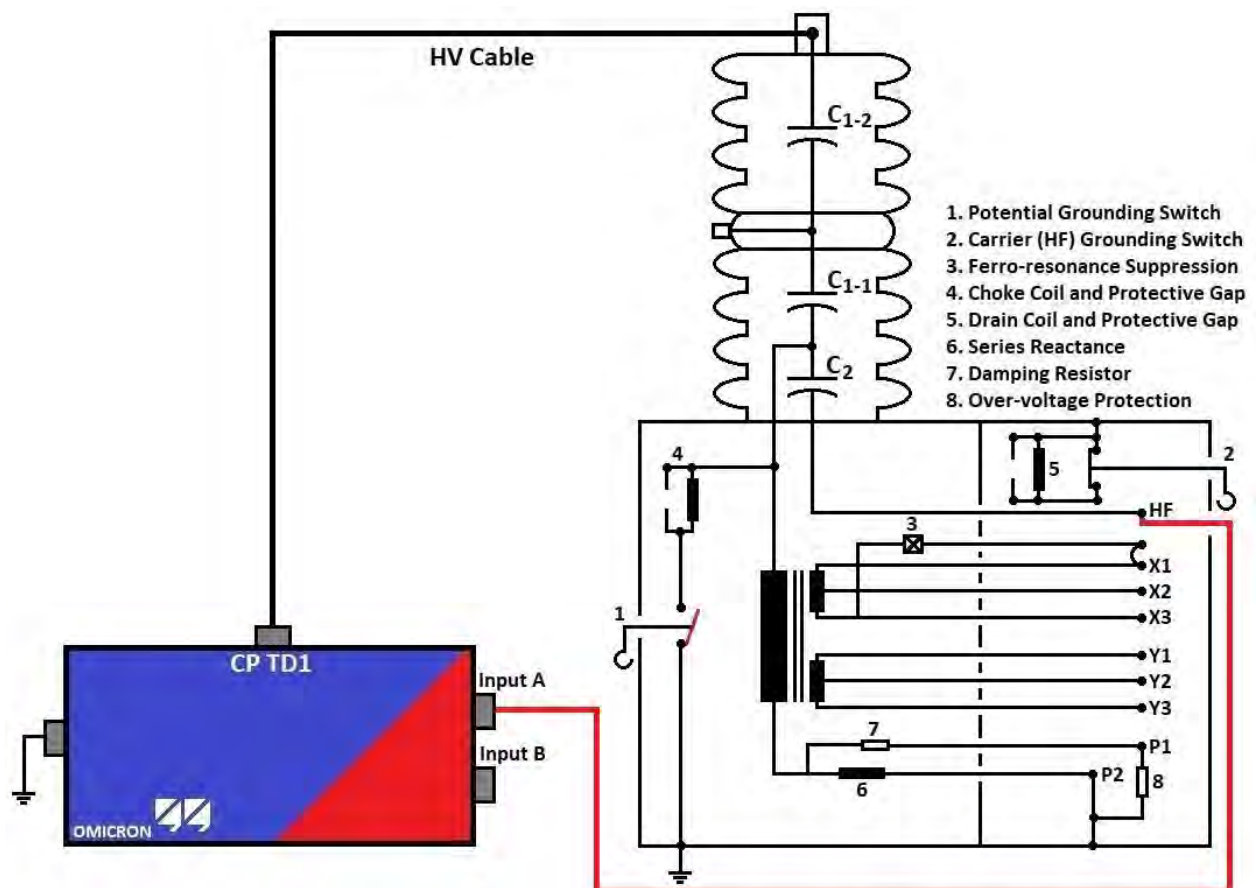 HV Cable
C1-2
1. Potential Grounding Switch
2. Carrier (HF) Grounding Switch
3. Ferro-resonance Suppression
4. Choke Coil and Protective Gap
5. Drain Coil and Protective Gap
6. Series Reactance
7. Damping Resistor
8. Over-voltage Protection
C1-1
C2
4
5
2
HF
3
X1
X2
X3
1
Y1
Y2
Y3
CP TD1
Input A
Input B
7
P1
6
P2
8
OMICRON